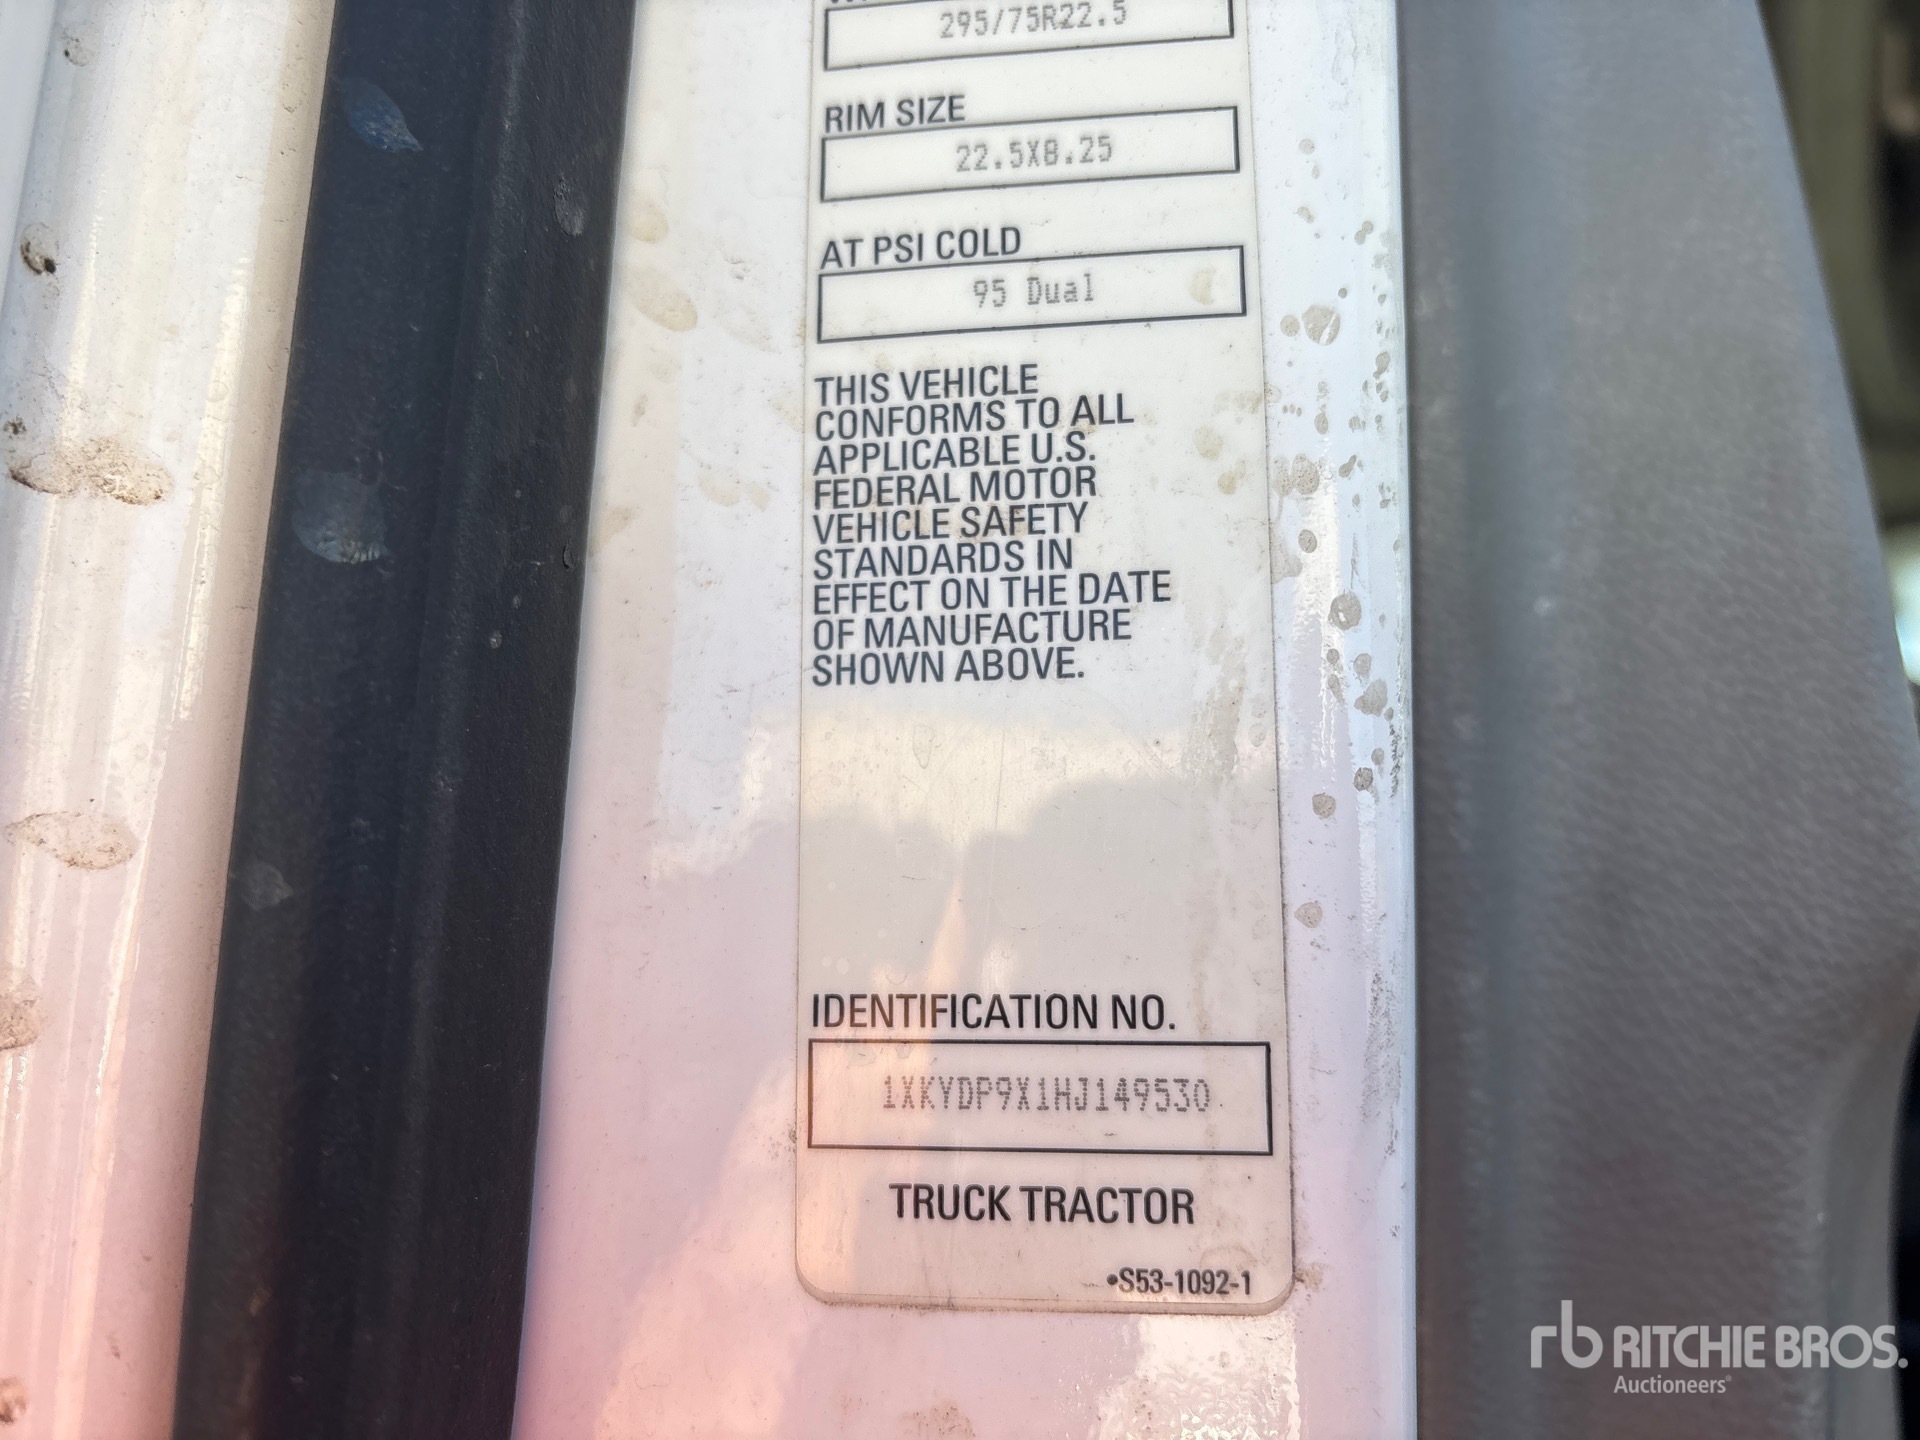 295/75R22.5
RIM SIZE
22.5X8.25
AT PSI COLD
95 Dual
THIS VEHICLE
CONFORMS TO ALL
APPLICABLE U.S.
FEDERAL MOTOR
VEHICLE SAFETY
STANDARDS IN
EFFECT ON THE DATE
OF MANUFACTURE
SHOWN ABOVE.
IDENTIFICATION NO.
1XKYDP9X1HJ149530
TRUCK TRACTOR
•S53-1092-1
rb RITCHIE BROS.
Auctioneers